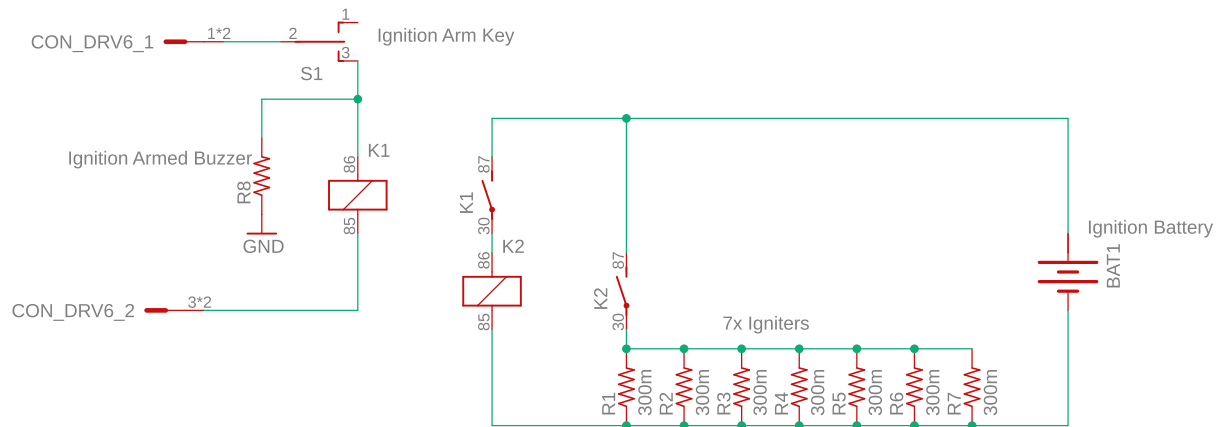 1
CON_DRV6_1
1*2
2
Ignition Arm Key
3
S1
Ignition Armed Buzzer
R8
GND
K1
86
85
CON_DRV6_2
3*2
87
K1
30
86
K2
85
87
K2
30
7x Igniters
R1
300m
R2
300m
R3
300m
R4
300m
R5
300m
R6
300m
R7
300m
Ignition Battery
BAT1